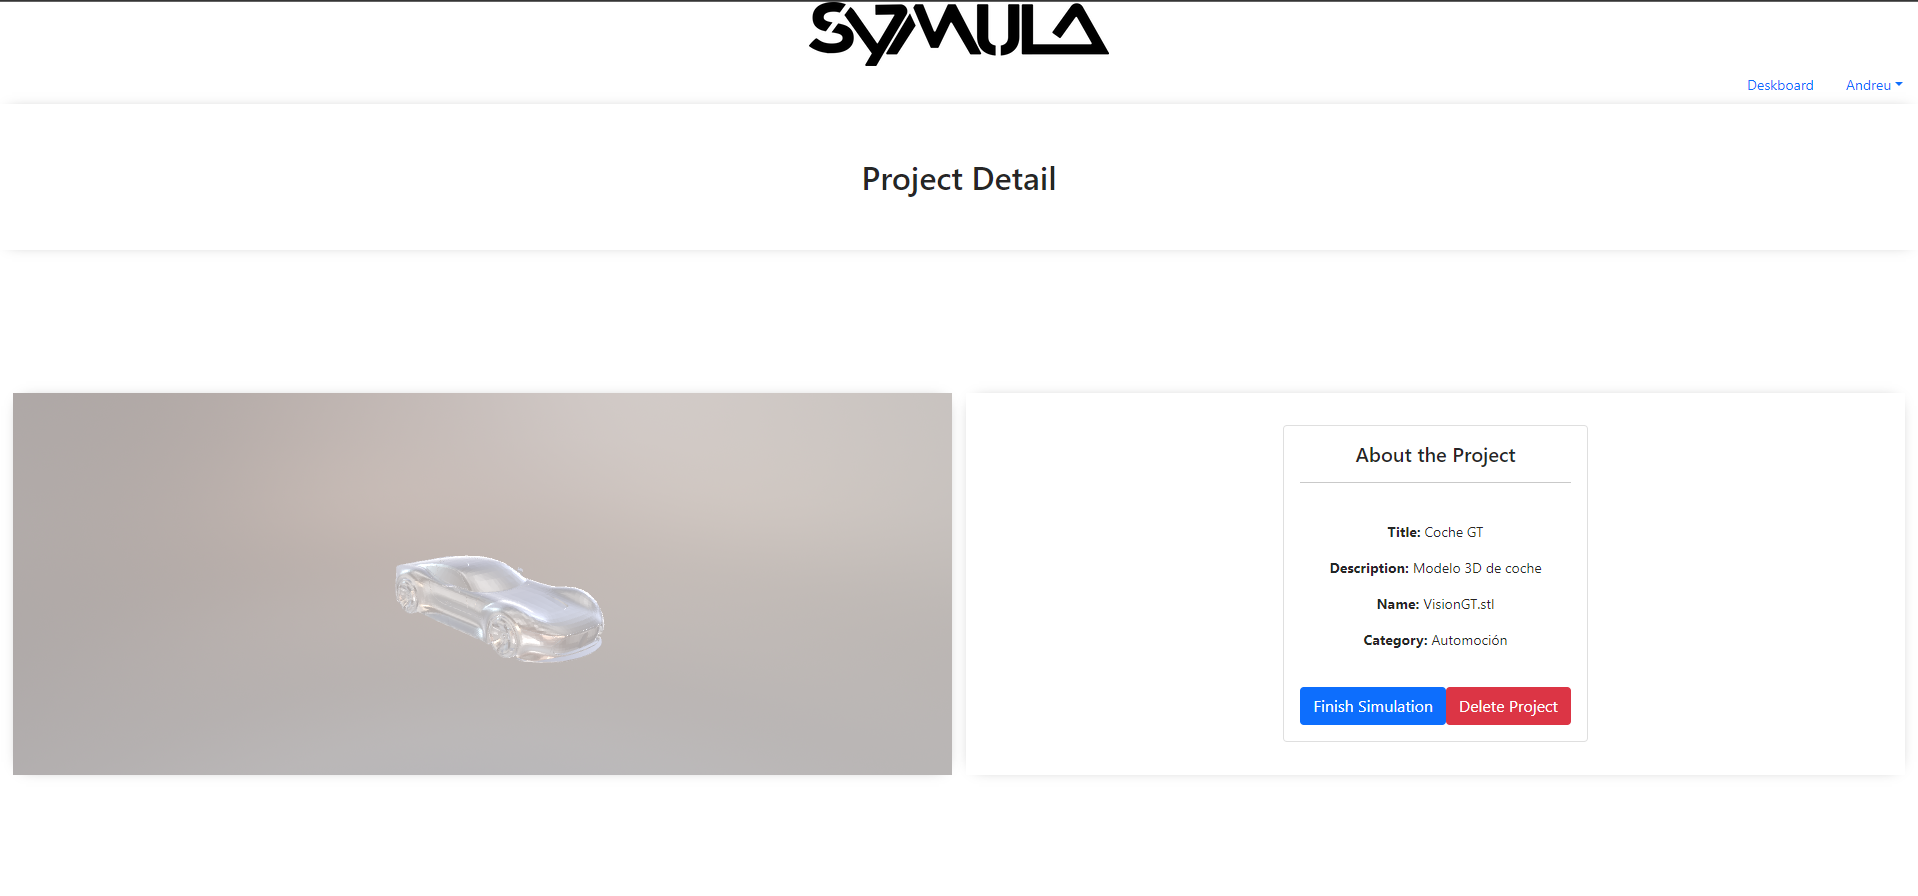 SYMULA
Deskboard
Andreu
Project Detail
About the Project
Title: Coche GT
Description: Modelo 3D de coche
Name: VisionGT.stl
Category: Automoción
Finish Simulation
Delete Project